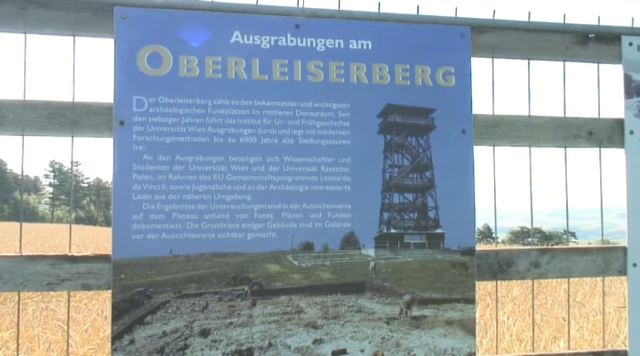 Ausgrabungen am
OBERLEISERBERG
Der Oberleiserberg zählt zu den bekanntesten und wichtigsten
archäologischen Fundplätzen im mittleren Donauraum. Seit
den siebziger Jahren führt das Institut für Ur- und Frühgeschichte
der Universität Wien Ausgrabungen durch und legt mit modernen
Forschungsmethoden bis zu 6000 Jahre alte Siedlungsspuren
frei.
An den Ausgrabungen beteiligen sich Wissenschafter und
Studenten der Universität Wien und der Universität Rzeszów,
Polen, im Rahmen des EU Gemeinschaftsprogrammes Leonardo
da Vinci II, sowie Jugendliche und an der Archäologie interessierte
Laien aus der näheren Umgebung.
Die Ergebnisse der Untersuchungen sind in der Aussichtswarte
auf dem Plateau anhand von Fotos, Plänen und Funden
dokumentiert. Die Grundrisse einiger Gebäude sind im Gelände
vor der Aussichtswarte sichtbar gemacht.